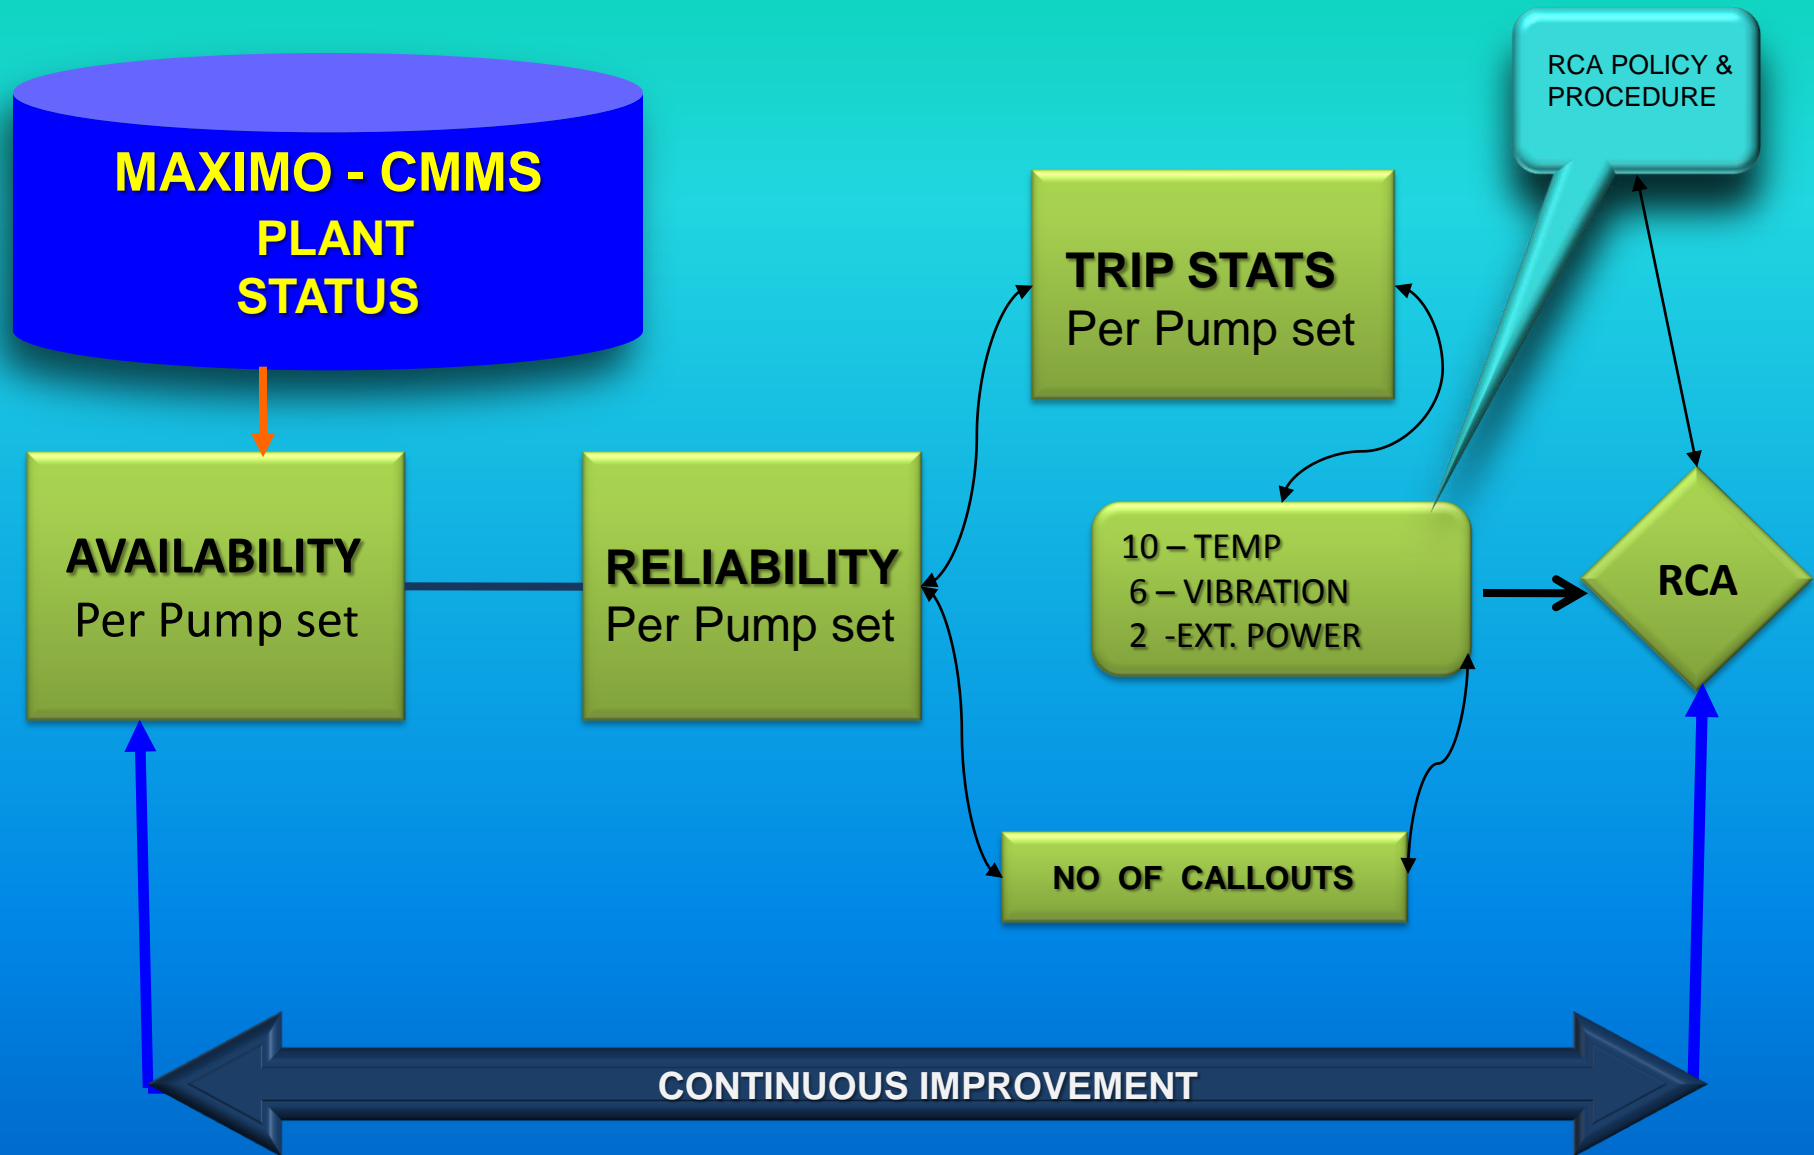 MAXIMO - CMMS
PLANT
STATUS
RCA POLICY &
PROCEDURE
TRIP STATS
Per Pump set
AVAILABILITY
Per Pump set
RELIABILITY
Per Pump set
10 – TEMP
6 – VIBRATION
2 -EXT. POWER
RCA
NO OF CALLOUTS
CONTINUOUS IMPROVEMENT